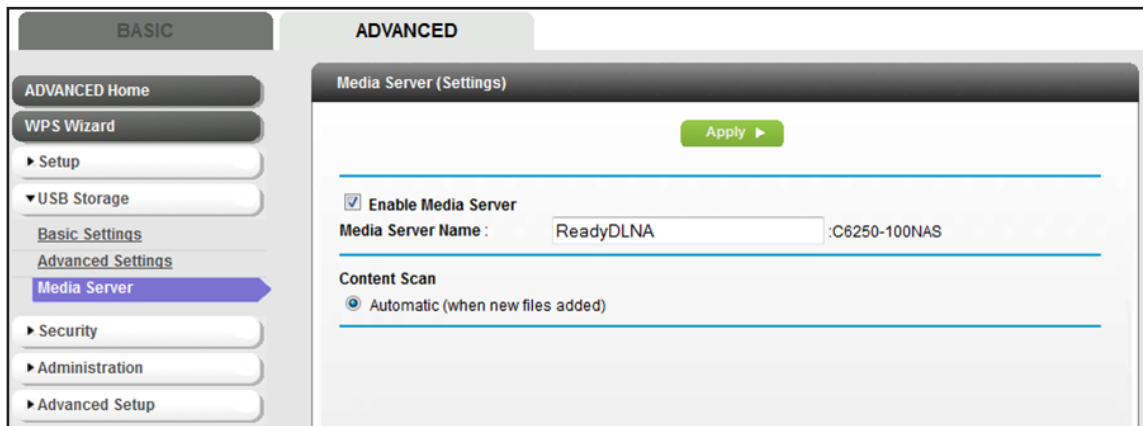 BASIC
ADVANCED
ADVANCED Home
WPS Wizard
Setup
USB Storage
Basic Settings
Advanced Settings
Media Server
Security
Administration
Advanced Setup
Media Server (Settings)
Apply
Enable Media Server
Media Server Name : ReadyDLNA :C6250-100NAS
Content Scan
Automatic (when new files added)